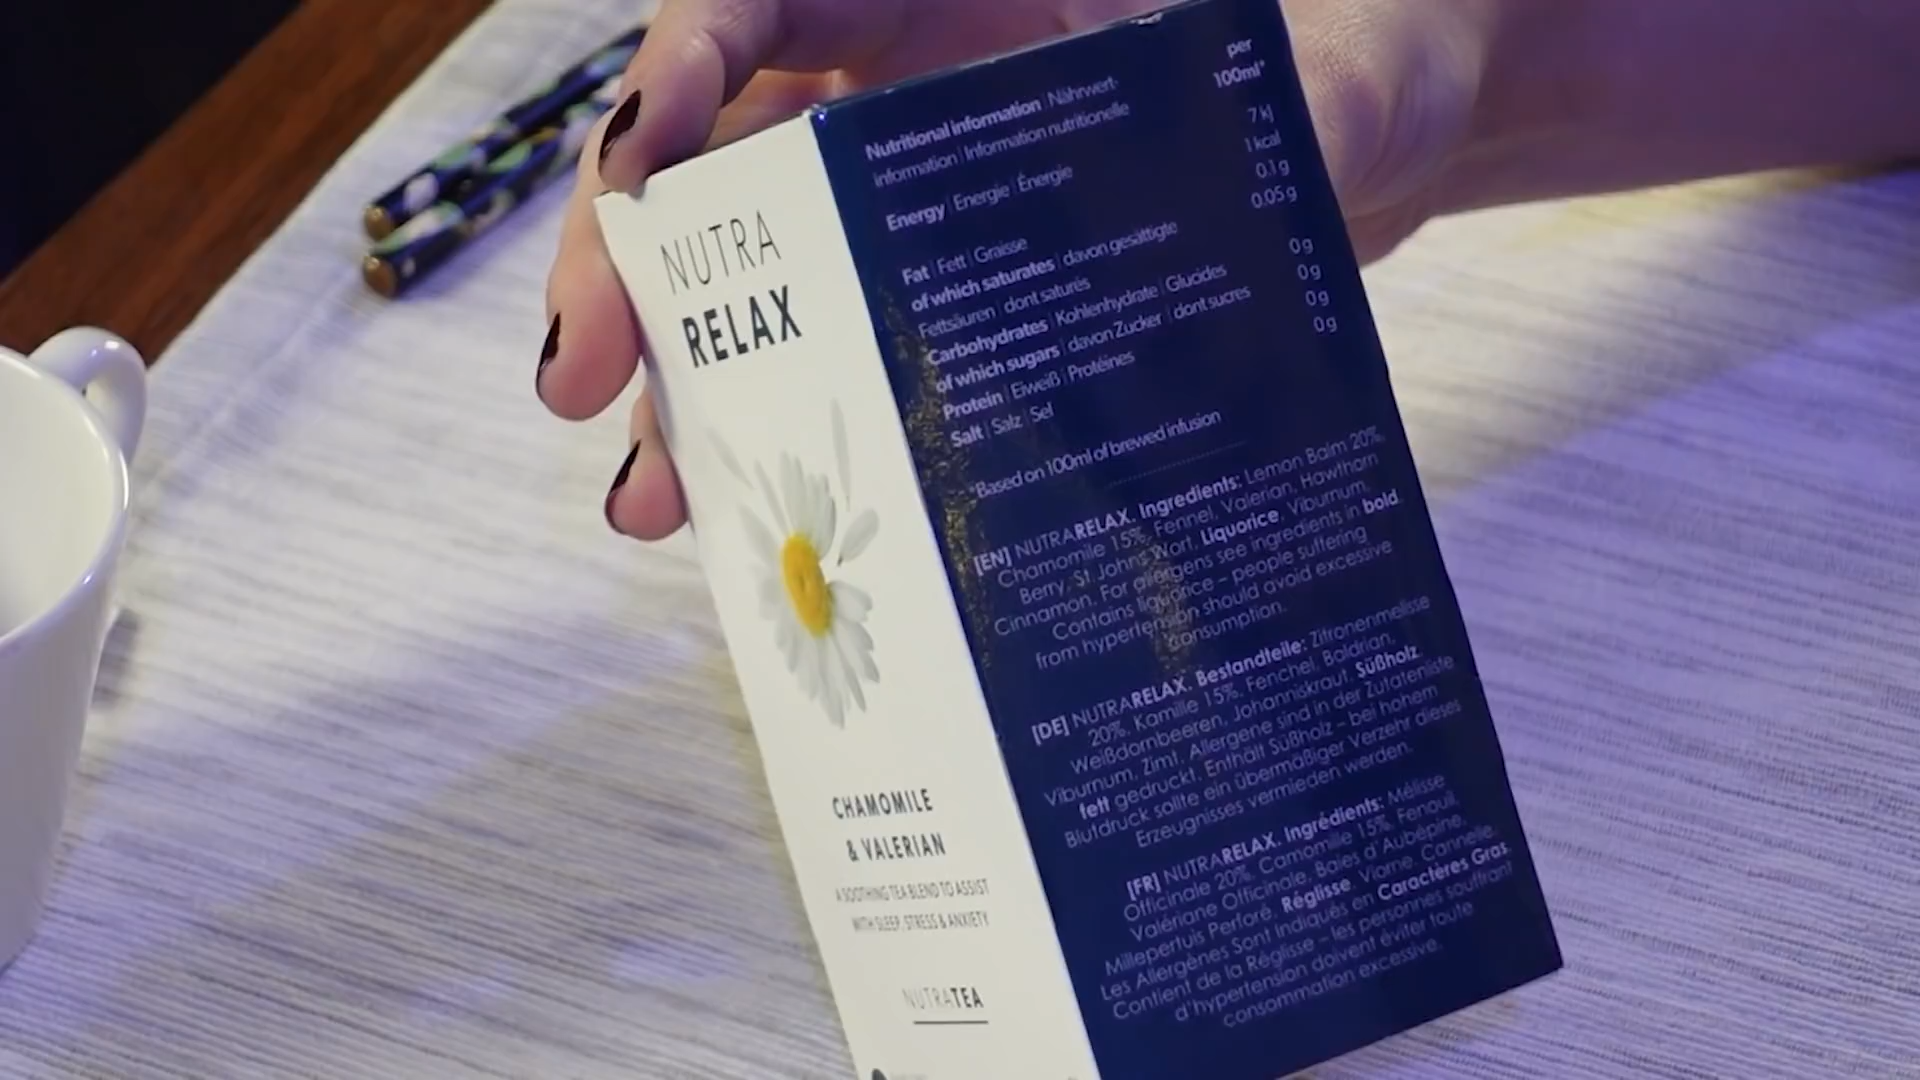 NUTRA
RELAX
CHAMOMILE
& VALERIAN
A SOOTHING TEA BLEND TO ASSIST
WITH SLEEP, STRESS & ANXIETY
NUTRATEA
per
100ml*
Nutritional information | Nährwert-
information | Information nutritionelle
Energy | Energie | Énergie
7 kj
1 kcal
Fat | Fett | Graisse
0.1 g
of which saturates | davon gesättigte
Fettsäuren | dont saturés
0.05 g
Carbohydrates | Kohlenhydrate | Glucides
0 g
of which sugars | davon Zucker | dont sucres
0 g
Protein | Eiweiß | Protéines
0 g
Salt | Salz | Sel
0 g
*Based on 100ml of brewed infusion
[EN] NUTRARELAX. Ingredients: Lemon Balm 20%,
Chamomile 15%, Fennel, Valerian, Hawthorn
Berry, St. Johns Wort, Liquorice, Viburnum,
Cinnamon. For allergens see ingredients in bold.
Contains liquorice – people suffering
from hypertension should avoid excessive
consumption.
[DE] NUTRARELAX. Bestandteile: Zitronenmelisse
20%, Kamille 15%, Fenchel, Baldrian,
Weißdornbeeren, Johanniskraut, Süßholz,
Viburnum, Zimt. Allergene sind in der Zutatenliste
fett gedruckt. Enthält Süßholz – bei hohem
Blutdruck sollte ein übermäßiger Verzehr dieses
Erzeugnisses vermieden werden.
[FR] NUTRARELAX. Ingrédients: Mélisse
Officinale 20%, Camomille 15%, Fenouil,
Valériane Officinale, Baies d'Aubépine,
Millepertuis Perforé, Réglisse, Viorne, Cannelle.
Les Allergènes Sont Indiqués en Caractères Gras.
Contient de la Réglisse – les personnes souffrant
d'hypertension doivent éviter toute
consommation excessive.